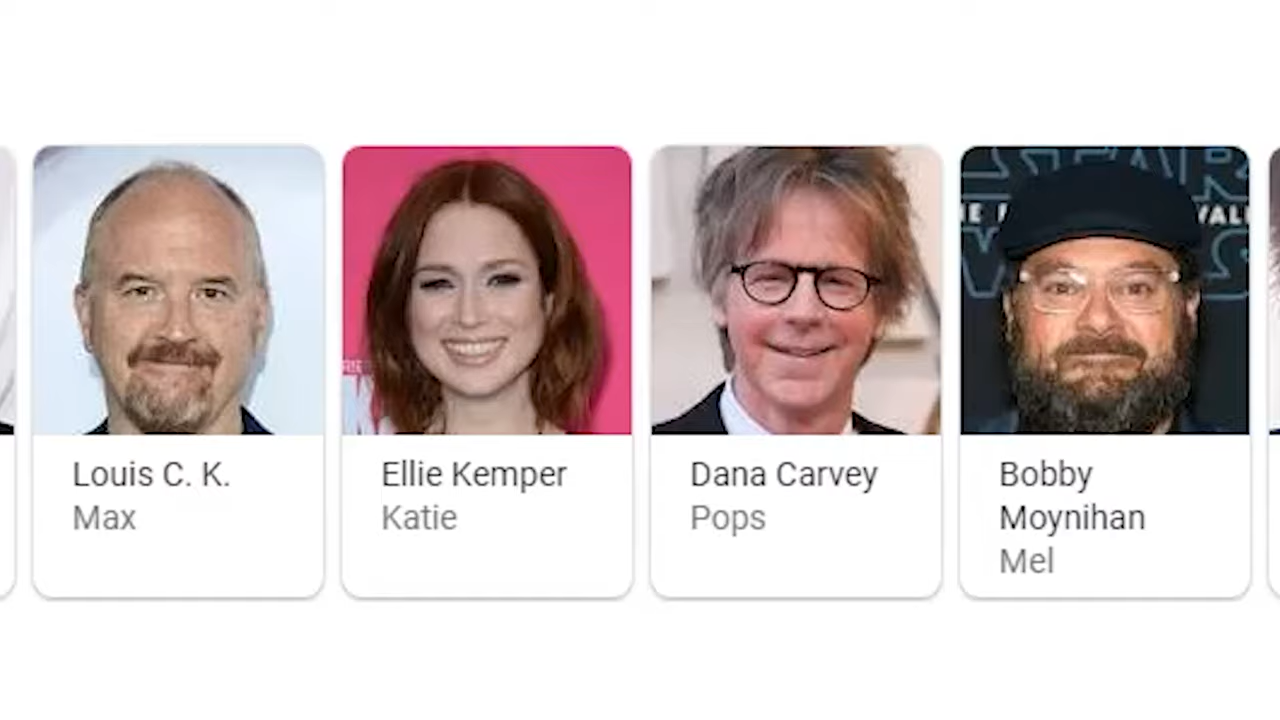 Louis C. K.
Max
Ellie Kemper
Katie
Dana Carvey
Pops
Bobby
Moynihan
Mel